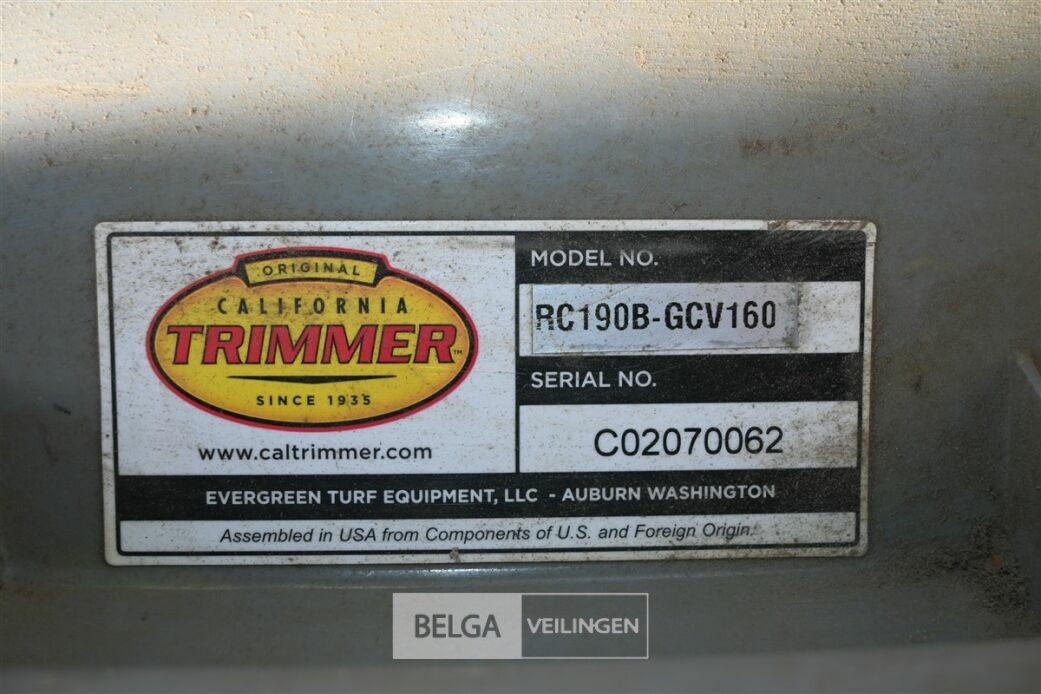 ORIGINAL
CALIFORNIA
TRIMMER™
SINCE 1935
www.caltrimmer.com
MODEL NO.
RC190B-GCV160
SERIAL NO.
C02070062
EVERGREEN TURF EQUIPMENT, LLC - AUBURN WASHINGTON
Assembled in USA from Components of U.S. and Foreign Origin.
BELGA VEILINGEN